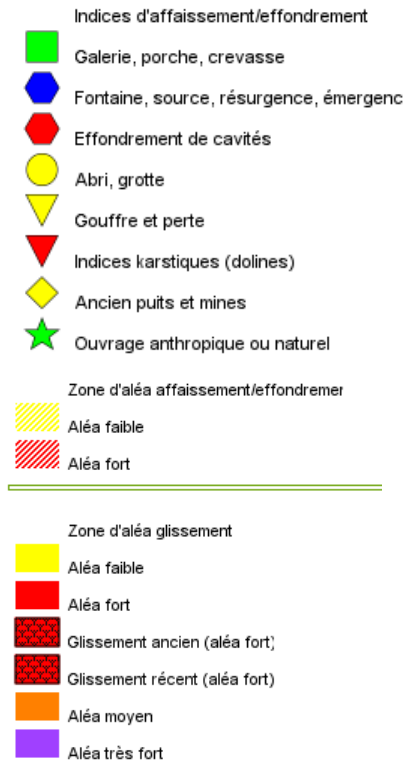 Indices d'affaissement/effondrement
Galerie, porche, crevasse
Fontaine, source, résurgence, émergenc
Effondrement de cavités
Abri, grotte
Gouffre et perte
Indices karstiques (dolines)
Ancien puits et mines
Ouvrage anthropique ou naturel
Zone d'aléa affaissement/effondremer
Aléa faible
Aléa fort
Zone d'aléa glissement
Aléa faible
Aléa fort
Glissement ancien (aléa fort)
Glissement récent (aléa fort)
Aléa moyen
Aléa très fort